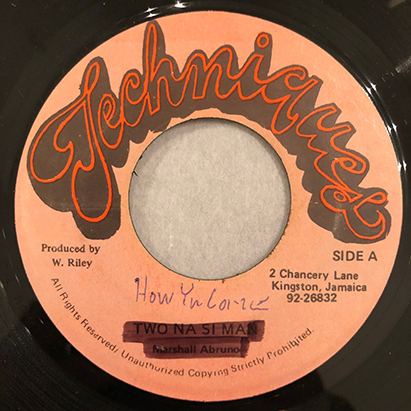 Techniques
Produced by
W. Riley
SIDE A
2 Chancery Lane
Kingston, Jamaica
92-26832
How Yu
TWO NA SI MAN
Marshall Abruno
All Rights Reserved, Unauthorized Copying Strictly Prohibited.